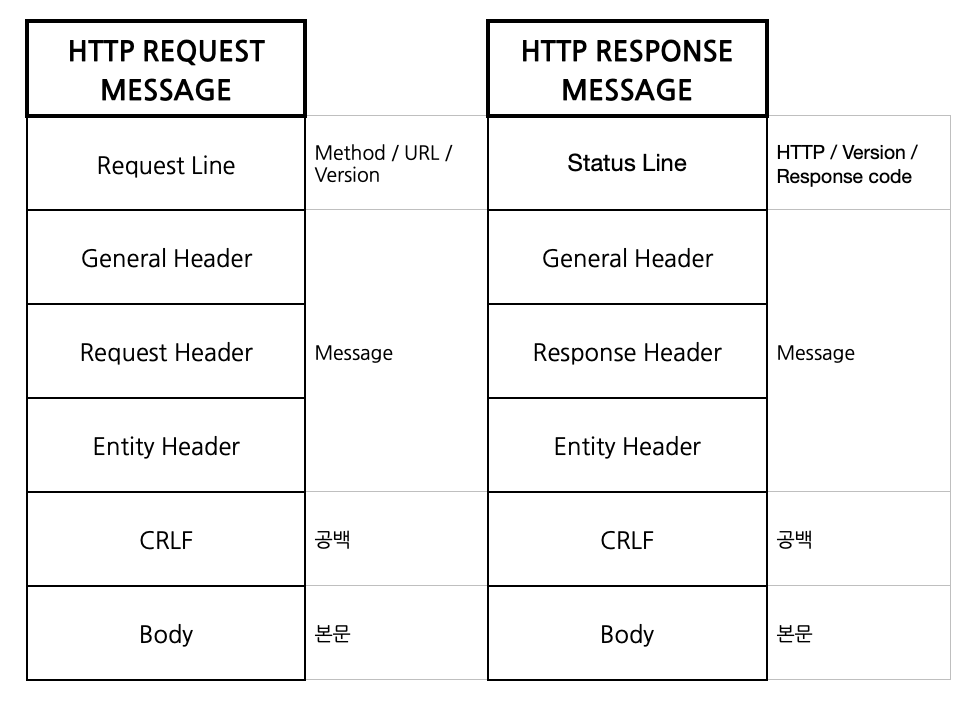 HTTP REQUEST
MESSAGE
HTTP RESPONSE
MESSAGE
Request Line
Method / URL /
Version
Status Line
HTTP / Version /
Response code
General Header
General Header
Request Header
Message
Response Header
Message
Entity Header
Entity Header
CRLF
공백
CRLF
공백
Body
본문
Body
본문